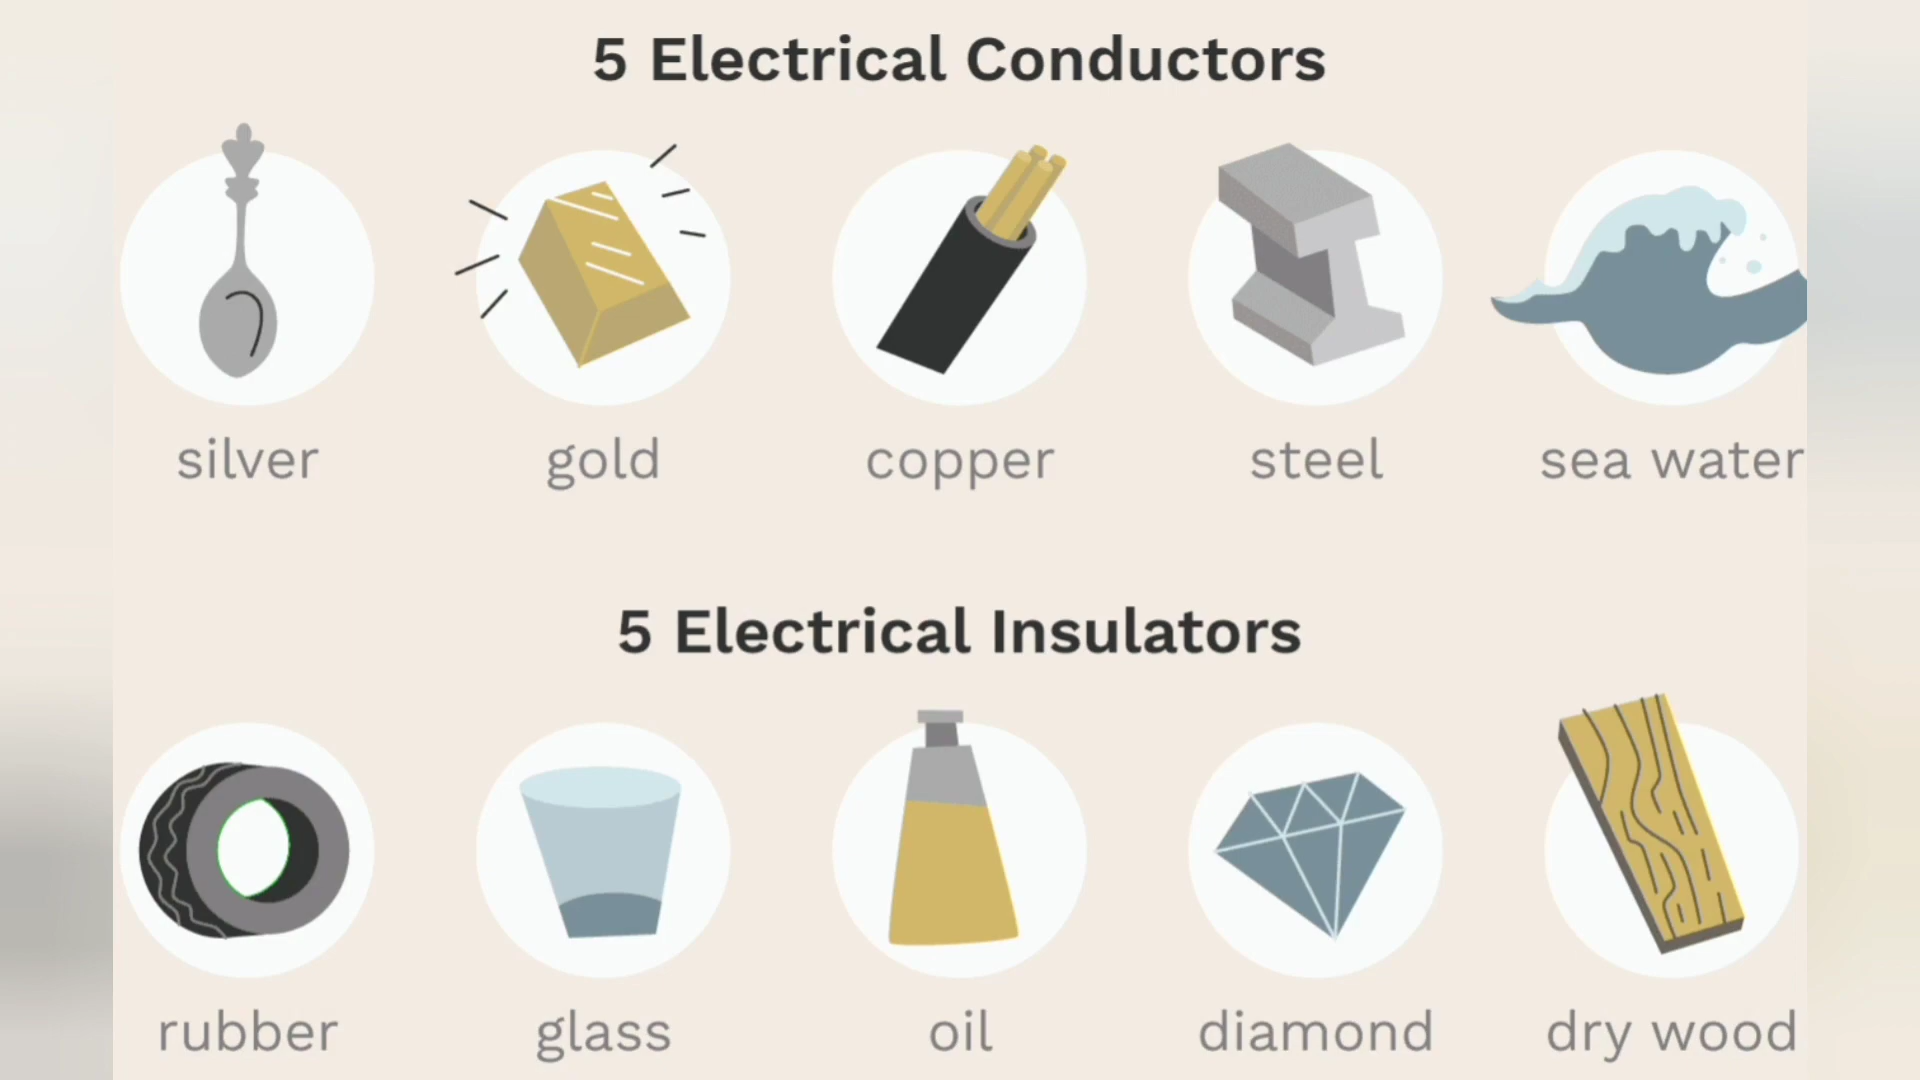 5 Electrical Conductors
silver gold copper steel sea water
5 Electrical Insulators
rubber glass oil diamond dry wood